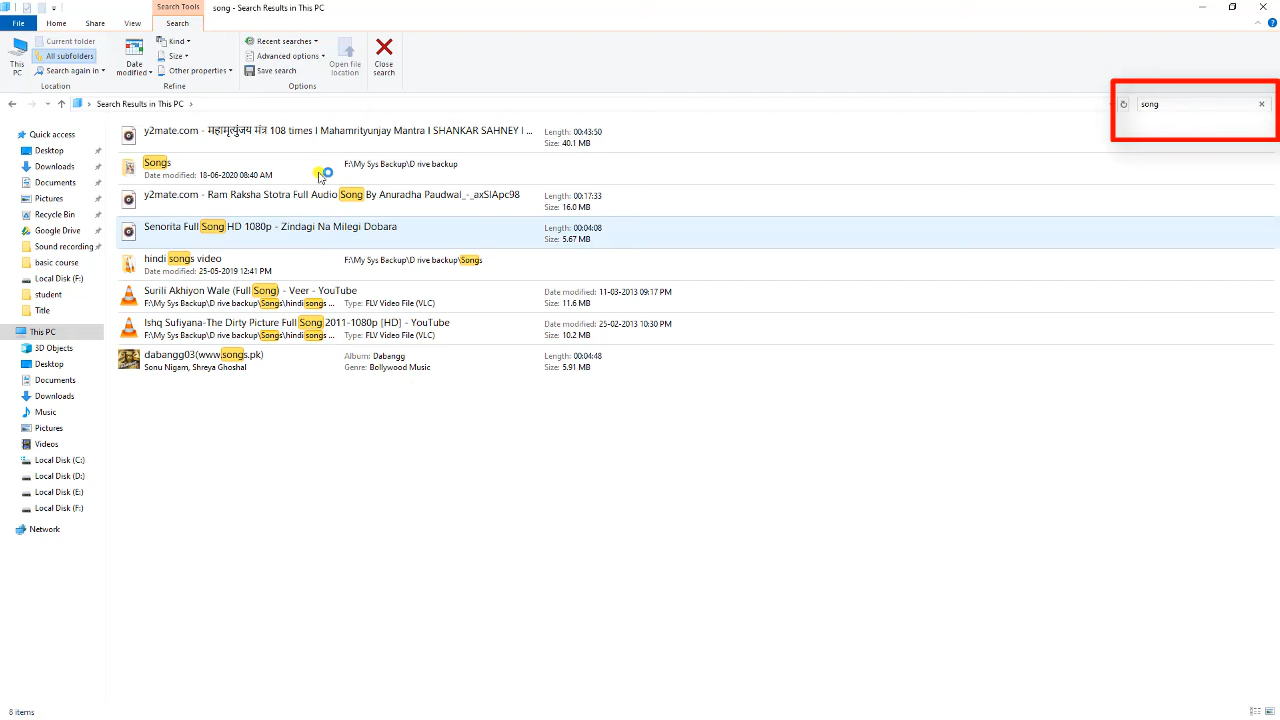 Search Tools
song - Search Results in This PC
File Home Share View Search
This PC
Current folder
All subfolders
Search again in
Location
Date modified
Kind
Size
Other properties
Refine
Recent searches
Advanced options
Save search
Open file location
Options
Close search
Search Results in This PC
song
Quick access
Desktop
Downloads
Documents
Pictures
Recycle Bin
Google Drive
Sound recording
basic course
Local Disk (F:)
student
Title
This PC
3D Objects
Desktop
Documents
Downloads
Music
Pictures
Videos
Local Disk (C:)
Local Disk (D:)
Local Disk (E:)
Local Disk (F:)
Network
y2mate.com - महामृत्युंजय मंत्र 108 times I Mahamrityunjay Mantra I SHANKAR SAHNEY I ...
Length: 00:43:50
Size: 40.1 MB
Songs
Date modified: 18-06-2020 08:40 AM
F:\My Sys Backup\D rive backup
y2mate.com - Ram Raksha Stotra Full Audio Song By Anuradha Paudwal_-_axSIApc98
Length: 00:17:33
Size: 16.0 MB
Senorita Full Song HD 1080p - Zindagi Na Milegi Dobara
Length: 00:04:08
Size: 5.67 MB
hindi songs video
Date modified: 25-05-2019 12:41 PM
F:\My Sys Backup\D rive backup\Songs
Surili Akhiyon Wale (Full Song) - Veer - YouTube
F:\My Sys Backup\D rive backup\Songs\hindi songs ...
Type: FLV Video File (VLC)
Date modified: 11-03-2013 09:17 PM
Size: 11.6 MB
Ishq Sufiyana-The Dirty Picture Full Song 2011-1080p [HD] - YouTube
F:\My Sys Backup\D rive backup\Songs\hindi songs ...
Type: FLV Video File (VLC)
Date modified: 25-02-2013 10:30 PM
Size: 10.2 MB
dabangg03(www.songs.pk)
Sonu Nigam, Shreya Ghoshal
Album: Dabangg
Genre: Bollywood Music
Length: 00:04:48
Size: 5.91 MB
8 items